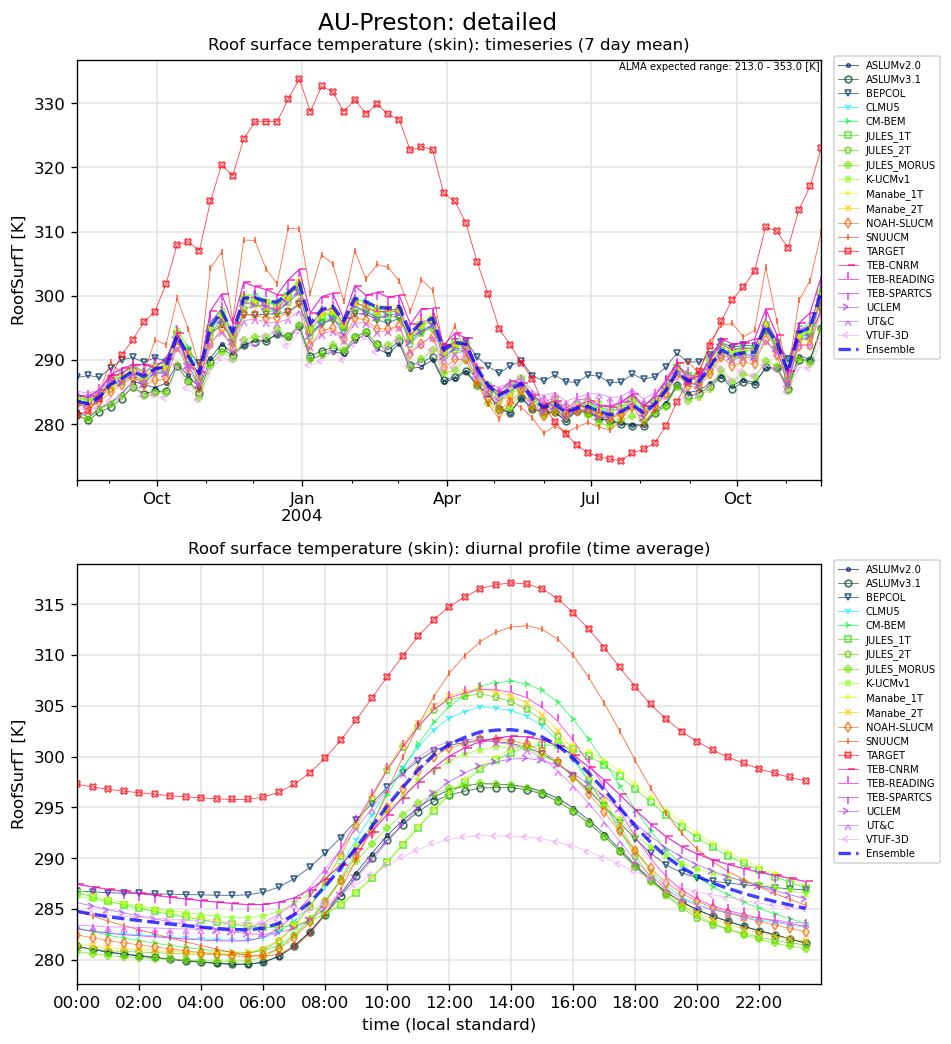 AU-Preston: detailed
Roof surface temperature (skin): timeseries (7 day mean)
ALMA expected range: 213.0 - 353.0 [K]
RoofSurfT [K]
330
320
310
300
290
280
Oct
Jan
2004
Apr
Jul
Oct
ASLUMv2.0
ASLUMv3.1
BEPCOL
CLMU5
CM-BEM
JULES_1T
JULES_2T
JULES_MORUS
K-UCMv1
Manabe_1T
Manabe_2T
NOAH-SLUCM
SNUUCM
TARGET
TEB-CNRM
TEB-READING
TEB-SPARTCS
UCLEM
UT&C
VTUF-3D
Ensemble
Roof surface temperature (skin): diurnal profile (time average)
RoofSurfT [K]
315
310
305
300
295
290
285
280
00:00
02:00
04:00
06:00
08:00
10:00
12:00
14:00
16:00
18:00
20:00
22:00
time (local standard)
ASLUMv2.0
ASLUMv3.1
BEPCOL
CLMU5
CM-BEM
JULES_1T
JULES_2T
JULES_MORUS
K-UCMv1
Manabe_1T
Manabe_2T
NOAH-SLUCM
SNUUCM
TARGET
TEB-CNRM
TEB-READING
TEB-SPARTCS
UCLEM
UT&C
VTUF-3D
Ensemble